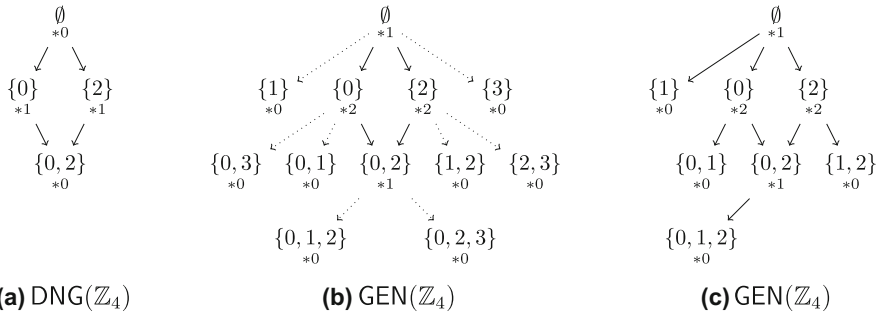 ∅ ∅ ∅
∗0 ∗1 ∗1
{0} {2} {1} {0} {2} {3} {1} {0} {2}
∗1 ∗1 ∗0 ∗2 ∗2 ∗0 ∗0 ∗2 ∗2
{0, 2} {0, 3} {0, 1} {0, 2} {1, 2} {2, 3} {0, 1} {0, 2} {1, 2}
∗0 ∗0 ∗0 ∗1 ∗0 ∗0 ∗0 ∗1 ∗0
{0, 1, 2} {0, 2, 3} {0, 1, 2}
∗0 ∗0 ∗0
(a) DNG(ℤ₄) (b) GEN(ℤ₄) (c) GEN(ℤ₄)